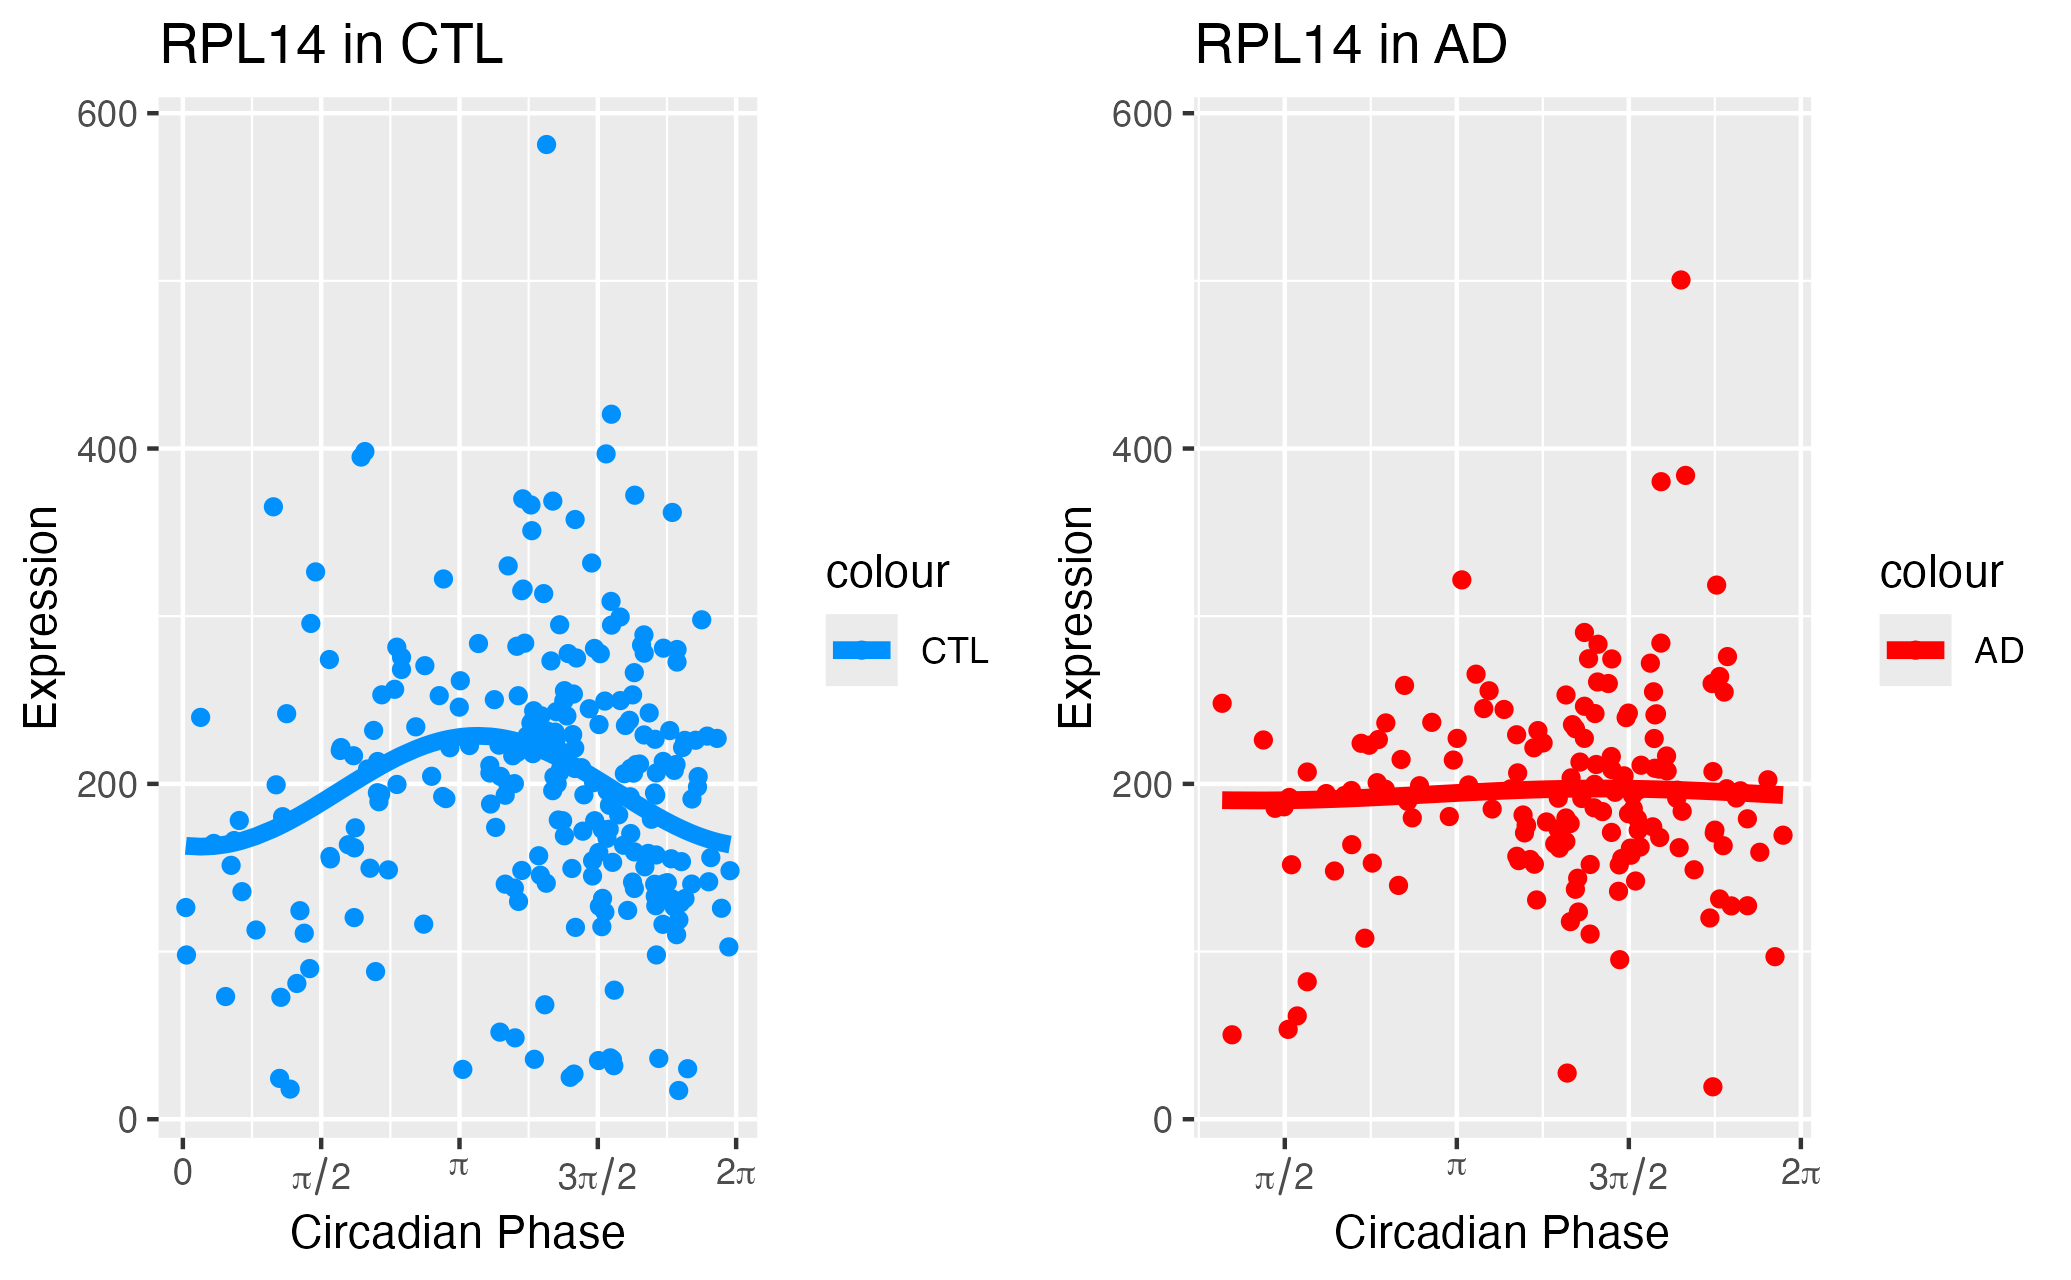 RPL14 in CTL
600
400
200
0
Expression
0 π/2 π 3π/2 2π
Circadian Phase
colour
CTL
RPL14 in AD
600
400
200
0
Expression
π/2 π 3π/2 2π
Circadian Phase
colour
AD